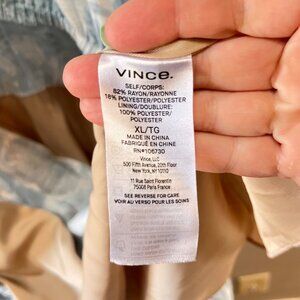 VINCE.
SELF/CORPS:
82% RAYON/RAYONNE
18% POLYESTER/POLYESTER
LINING/DOUBLURE:
100% POLYESTER/
POLYESTER
XL/TG
MADE IN CHINA
FABRIQUÉ EN CHINE
RN#106730
Vince, LLC
500 Fifth Avenue, 20th Floor
New York, NY 10110
11 Rue Saint Florentin
75008 Paris France
SEE REVERSE FOR CARE
VOIR AU VERSO POUR LES SOINS